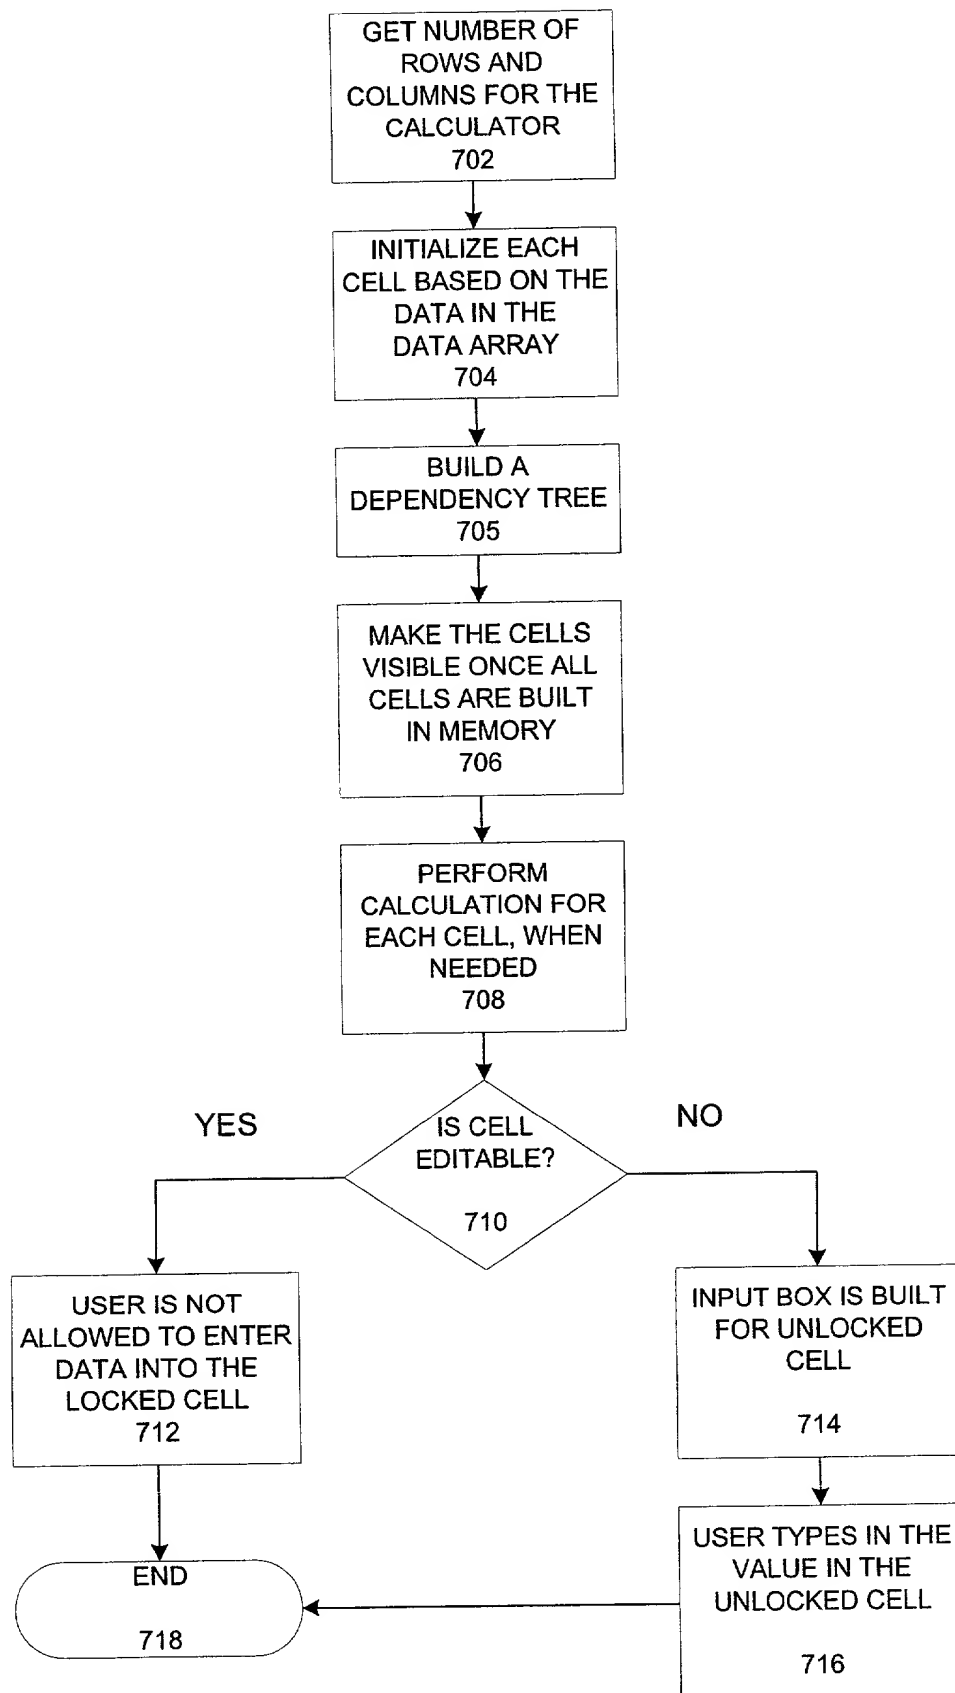 GET NUMBER OF
ROWS AND
COLUMNS FOR THE
CALCULATOR
702
INITIALIZE EACH
CELL BASED ON THE
DATA IN THE
DATA ARRAY
704
BUILD A
DEPENDENCY TREE
705
MAKE THE CELLS
VISIBLE ONCE ALL
CELLS ARE BUILT
IN MEMORY
706
PERFORM
CALCULATION FOR
EACH CELL, WHEN
NEEDED
708
IS CELL
EDITABLE?
710
YES
NO
USER IS NOT
ALLOWED TO ENTER
DATA INTO THE
LOCKED CELL
712
INPUT BOX IS BUILT
FOR UNLOCKED
CELL
714
USER TYPES IN THE
VALUE IN THE
UNLOCKED CELL
716
END
718